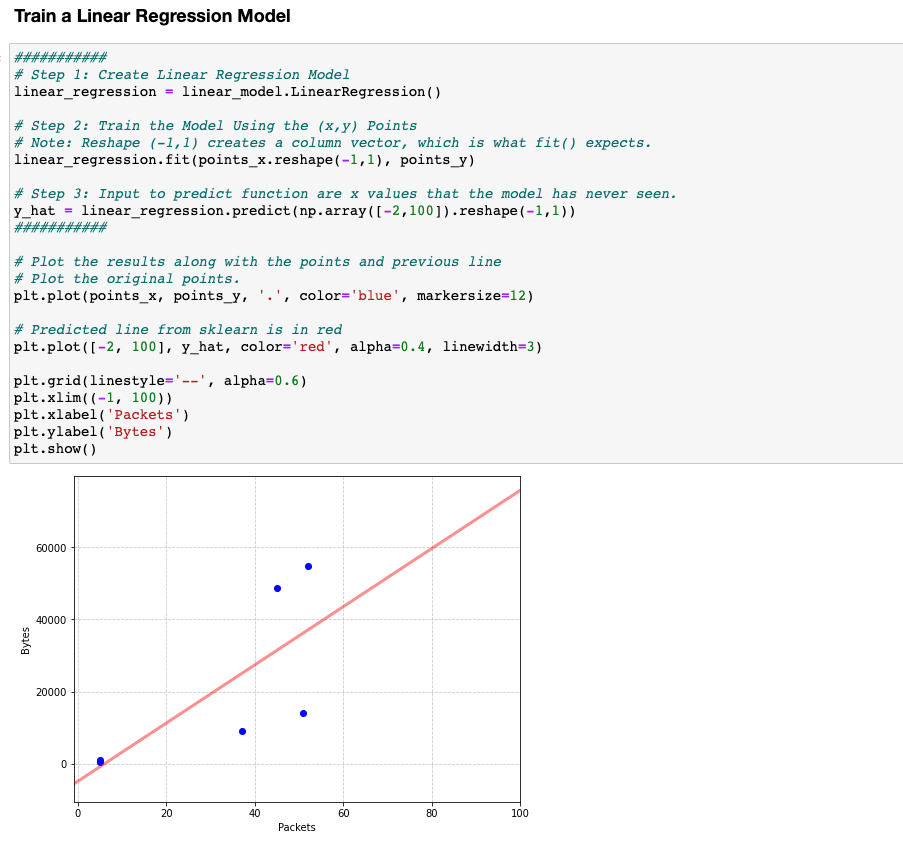 Train a Linear Regression Model
###########
# Step 1: Create Linear Regression Model
linear_regression = linear_model.LinearRegression()
# Step 2: Train the Model Using the (x,y) Points
# Note: Reshape (-1,1) creates a column vector, which is what fit() expects.
linear_regression.fit(points_x.reshape(-1,1), points_y)
# Step 3: Input to predict function are x values that the model has never seen.
y_hat = linear_regression.predict(np.array([-2,100]).reshape(-1,1))
###########
# Plot the results along with the points and previous line
# Plot the original points.
plt.plot(points_x, points_y, '.', color='blue', markersize=12)
# Predicted line from sklearn is in red
plt.plot([-2, 100], y_hat, color='red', alpha=0.4, linewidth=3)
plt.grid(linestyle='--', alpha=0.6)
plt.xlim((-1, 100))
plt.xlabel('Packets')
plt.ylabel('Bytes')
plt.show()
60000
40000
Bytes
20000
0
0 20 40 60 80 100
Packets